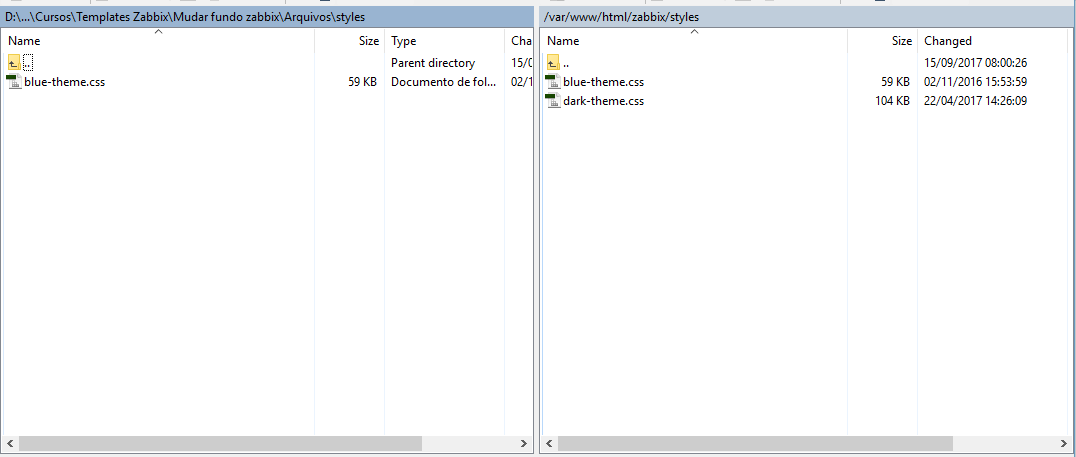 D:\...\Cursos\Templates Zabbix\Mudar fundo zabbix\Arquivos\styles
Name Size Type Cha
.. Parent directory 15/0
blue-theme.css 59 KB Documento de fol... 02/1
/var/www/html/zabbix/styles
Name Size Changed
.. 15/09/2017 08:00:26
blue-theme.css 59 KB 02/11/2016 15:53:59
dark-theme.css 104 KB 22/04/2017 14:26:09